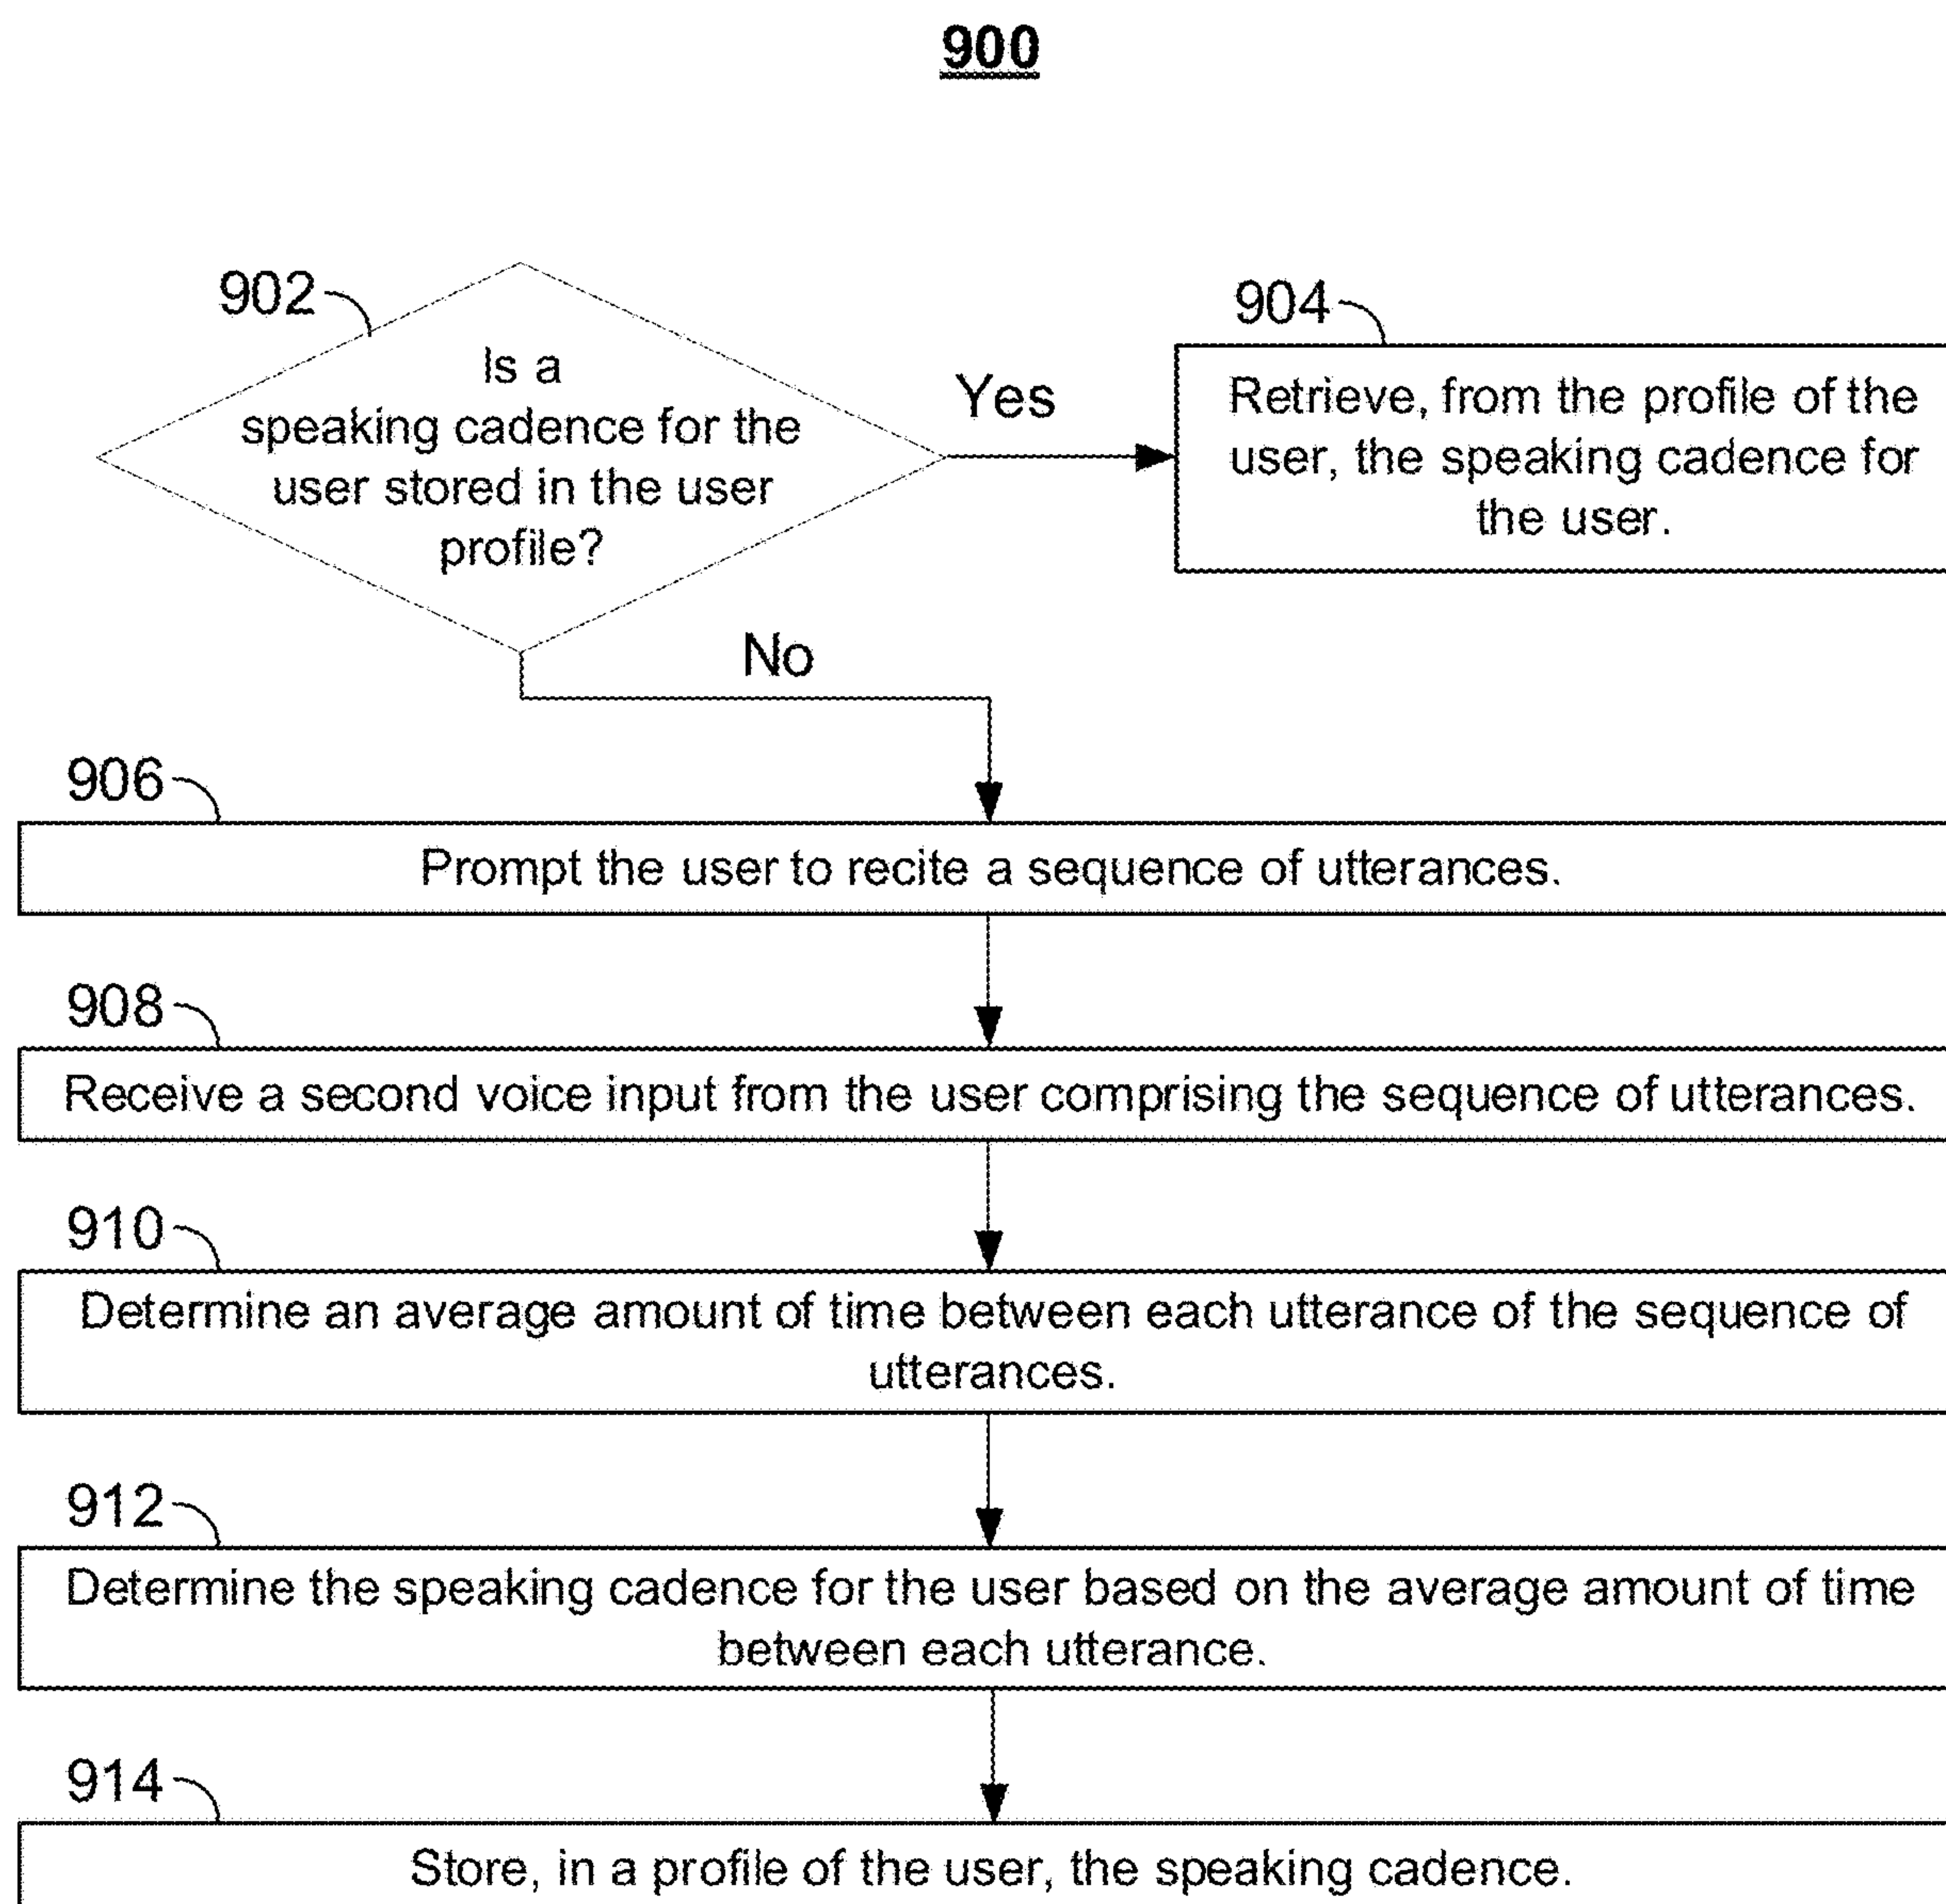 900
902
Is a
speaking cadence for the
user stored in the user
profile?
Yes
904
Retrieve, from the profile of the
user, the speaking cadence for
the user.
No
906
Prompt the user to recite a sequence of utterances.
908
Receive a second voice input from the user comprising the sequence of utterances.
910
Determine an average amount of time between each utterance of the sequence of
utterances.
912
Determine the speaking cadence for the user based on the average amount of time
between each utterance.
914
Store, in a profile of the user, the speaking cadence.